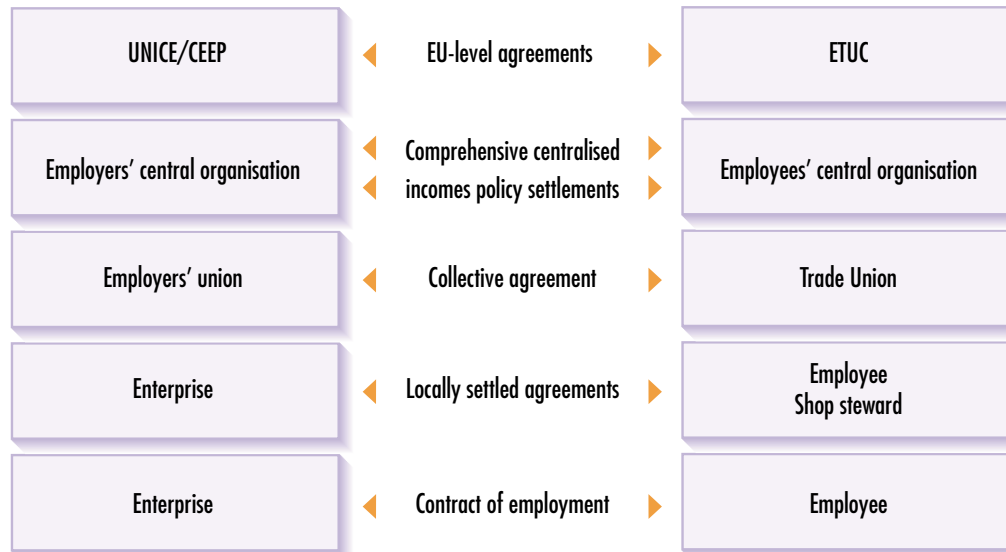 UNICE/CEEP
EU-level agreements
ETUC
Employers’ central organisation
Comprehensive centralised
incomes policy settlements
Employees’ central organisation
Employers’ union
Collective agreement
Trade Union
Enterprise
Locally settled agreements
Employee
Shop steward
Enterprise
Contract of employment
Employee